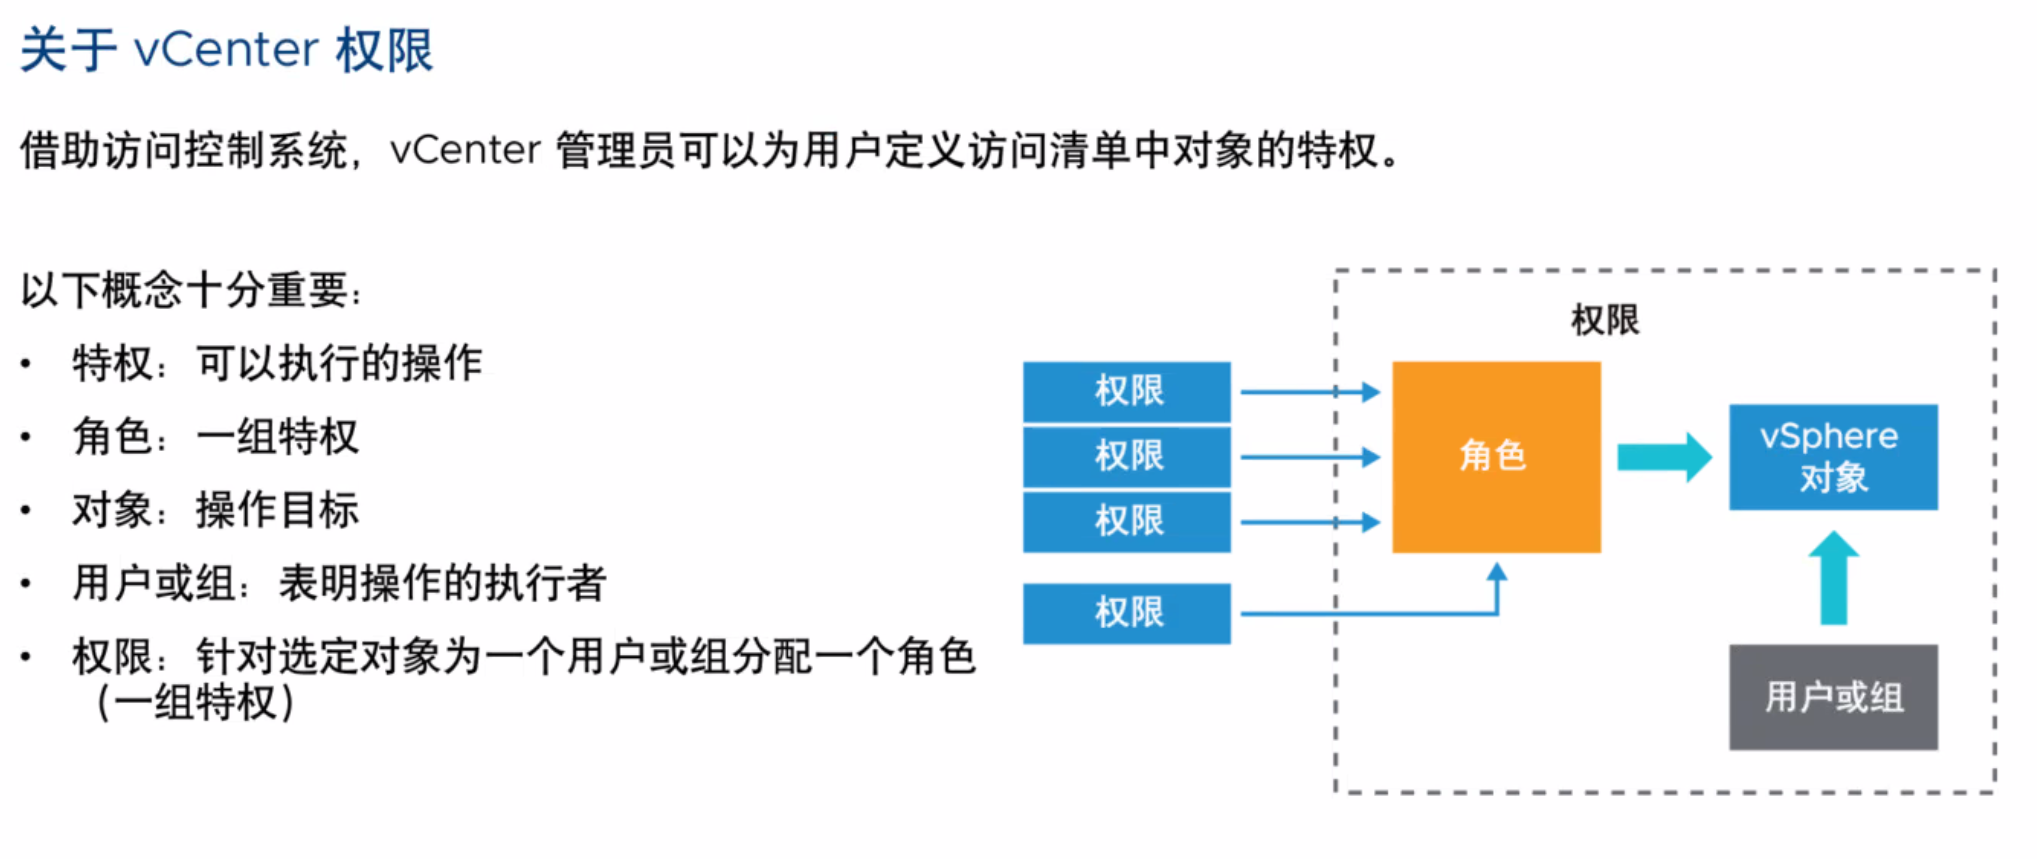 关于 vCenter 权限
借助访问控制系统，vCenter 管理员可以为用户定义访问清单中对象的特权。
以下概念十分重要：
• 特权：可以执行的操作
• 角色：一组特权
• 对象：操作目标
• 用户或组：表明操作的执行者
• 权限：针对选定对象为一个用户或组分配一个角色
（一组特权）
权限
权限
权限
权限
权限
角色
vSphere
对象
用户或组